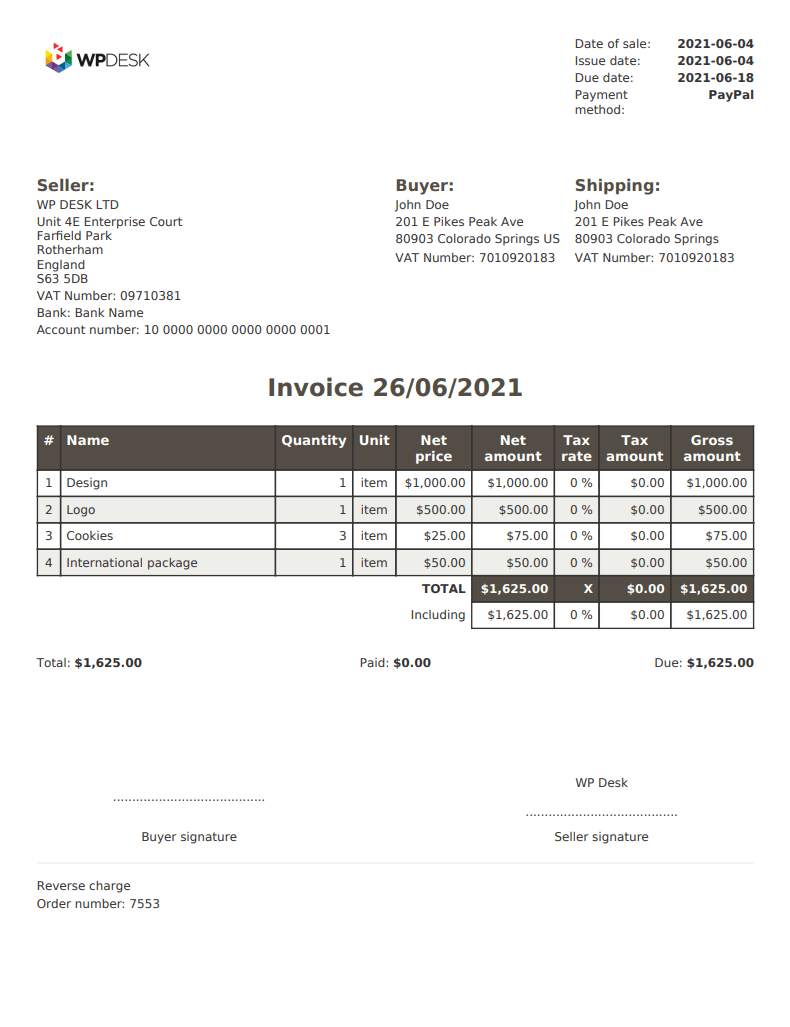 WPDESK
Date of sale: 2021-06-04
Issue date: 2021-06-04
Due date: 2021-06-18
Payment method: PayPal
Seller:
WP DESK LTD
Unit 4E Enterprise Court
Farfield Park
Rotherham
England
S63 5DB
VAT Number: 09710381
Bank: Bank Name
Account number: 10 0000 0000 0000 0000 0001
Buyer:
John Doe
201 E Pikes Peak Ave
80903 Colorado Springs US
VAT Number: 7010920183
Shipping:
John Doe
201 E Pikes Peak Ave
80903 Colorado Springs
VAT Number: 7010920183
Invoice 26/06/2021
# Name Quantity Unit Net price Net amount Tax rate Tax amount Gross amount
1 Design 1 item $1,000.00 $1,000.00 0 % $0.00 $1,000.00
2 Logo 1 item $500.00 $500.00 0 % $0.00 $500.00
3 Cookies 3 item $25.00 $75.00 0 % $0.00 $75.00
4 International package 1 item $50.00 $50.00 0 % $0.00 $50.00
TOTAL $1,625.00 X $0.00 $1,625.00
Including $1,625.00 0 % $0.00 $1,625.00
Total: $1,625.00 Paid: $0.00 Due: $1,625.00
WP Desk
........................................ ........................................
Buyer signature Seller signature
Reverse charge
Order number: 7553